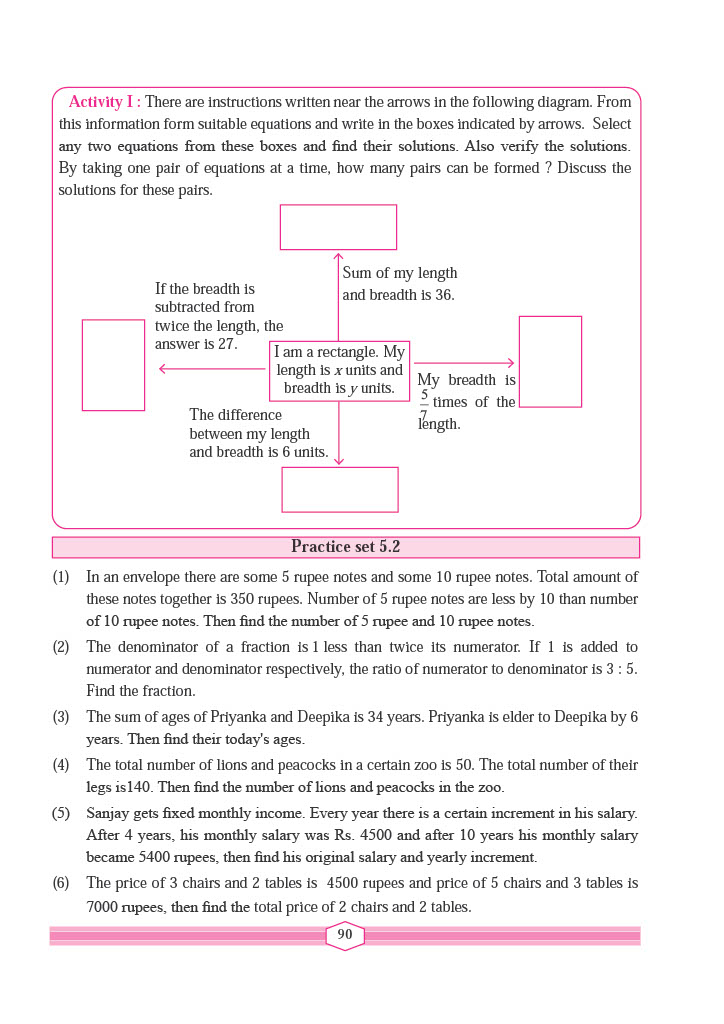 Activity I : There are instructions written near the arrows in the following diagram. From
this information form suitable equations and write in the boxes indicated by arrows. Select
any two equations from these boxes and find their solutions. Also verify the solutions.
By taking one pair of equations at a time, how many pairs can be formed ? Discuss the
solutions for these pairs.
Sum of my length
and breadth is 36.
If the breadth is
subtracted from
twice the length, the
answer is 27.
I am a rectangle. My
length is x units and
breadth is y units.
My breadth is
5/7 times of the
length.
The difference
between my length
and breadth is 6 units.
Practice set 5.2
(1) In an envelope there are some 5 rupee notes and some 10 rupee notes. Total amount of
these notes together is 350 rupees. Number of 5 rupee notes are less by 10 than number
of 10 rupee notes. Then find the number of 5 rupee and 10 rupee notes.
(2) The denominator of a fraction is 1 less than twice its numerator. If 1 is added to
numerator and denominator respectively, the ratio of numerator to denominator is 3 : 5.
Find the fraction.
(3) The sum of ages of Priyanka and Deepika is 34 years. Priyanka is elder to Deepika by 6
years. Then find their today's ages.
(4) The total number of lions and peacocks in a certain zoo is 50. The total number of their
legs is140. Then find the number of lions and peacocks in the zoo.
(5) Sanjay gets fixed monthly income. Every year there is a certain increment in his salary.
After 4 years, his monthly salary was Rs. 4500 and after 10 years his monthly salary
became 5400 rupees, then find his original salary and yearly increment.
(6) The price of 3 chairs and 2 tables is 4500 rupees and price of 5 chairs and 3 tables is
7000 rupees, then find the total price of 2 chairs and 2 tables.
90